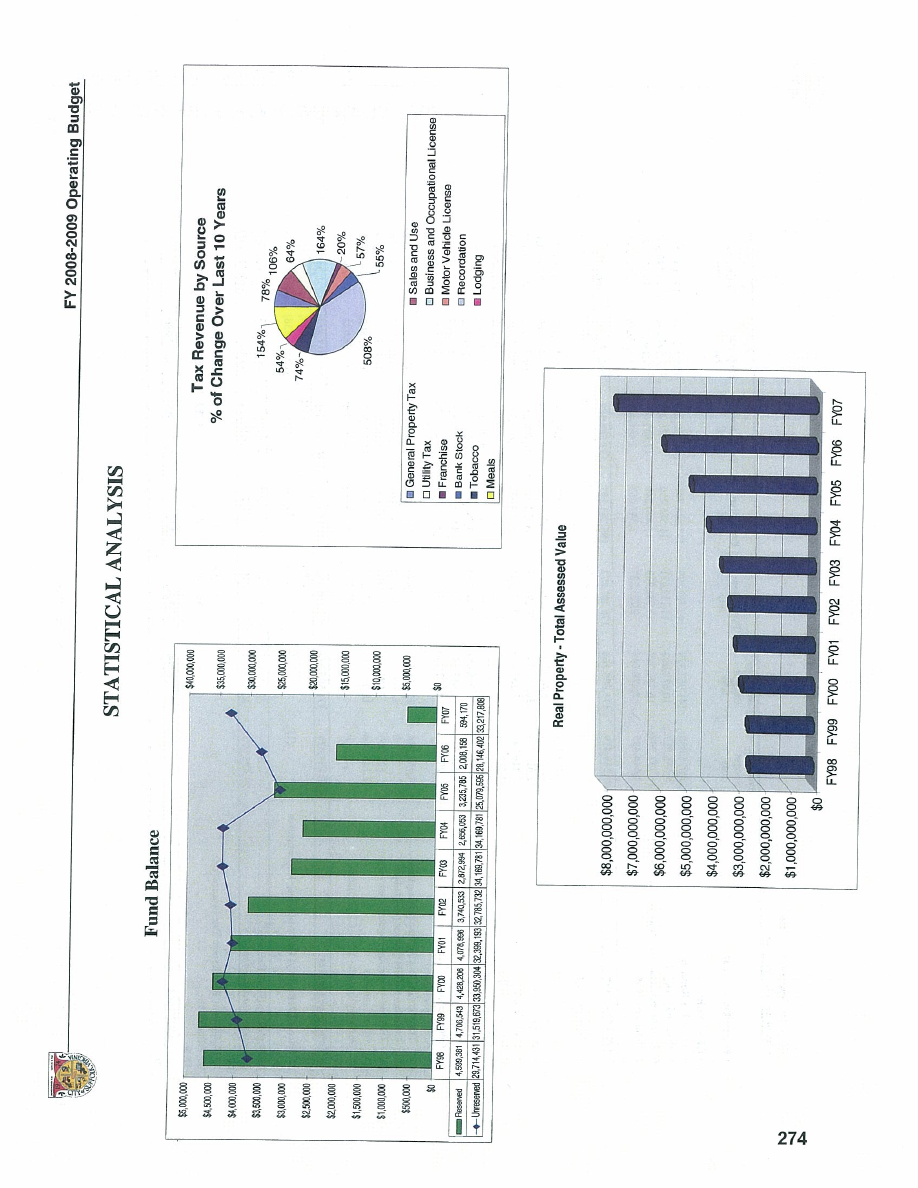 FY 2008-2009 Operating Budget
STATISTICAL ANALYSIS
Fund Balance
$5,000,000
$4,500,000
$4,000,000
$3,500,000
$3,000,000
$2,500,000
$2,000,000
$1,500,000
$1,000,000
$500,000
$0
$40,000,000
$35,000,000
$30,000,000
$25,000,000
$20,000,000
$15,000,000
$10,000,000
$5,000,000
$0
FY98 FY99 FY00 FY01 FY02 FY03 FY04 FY05 FY06 FY07
Reserved 4,599,381 4,706,543 4,428,206 4,078,996 3,740,533 2,872,994 2,656,053 3,235,785 2,008,158 594,170
Unreserved 29,714,431 31,519,673 33,950,304 32,399,193 32,785,732 34,169,781 34,169,781 25,079,595 28,146,402 33,217,808
Tax Revenue by Source
% of Change Over Last 10 Years
78%
106%
64%
164%
20%
57%
55%
508%
74%
54%
154%
General Property Tax
Sales and Use
Utility Tax
Business and Occupational License
Franchise
Motor Vehicle License
Bank Stock
Recordation
Tobacco
Lodging
Meals
Real Property - Total Assessed Value
$8,000,000,000
$7,000,000,000
$6,000,000,000
$5,000,000,000
$4,000,000,000
$3,000,000,000
$2,000,000,000
$1,000,000,000
$0
FY98 FY99 FY00 FY01 FY02 FY03 FY04 FY05 FY06 FY07
274